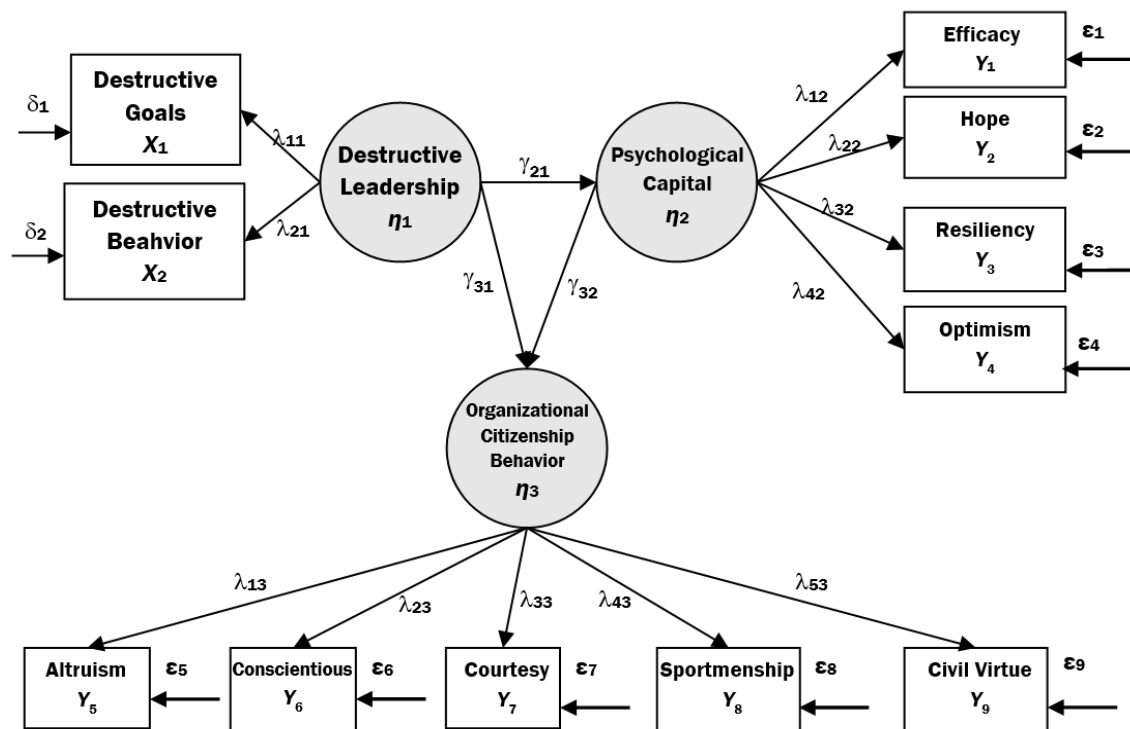 Destructive
Goals
X1
δ1
Destructive
Beahvior
X2
δ2
λ11
λ21
Destructive
Leadership
η1
γ21
γ31
γ32
Psychological
Capital
η2
λ12
λ22
λ32
λ42
Efficacy
Y1
ε1
Hope
Y2
ε2
Resiliency
Y3
ε3
Optimism
Y4
ε4
Organizational
Citizenship
Behavior
η3
λ13
λ23
λ33
λ43
λ53
Altruism
Y5
ε5
Conscientious
Y6
ε6
Courtesy
Y7
ε7
Sportmenship
Y8
ε8
Civil Virtue
Y9
ε9